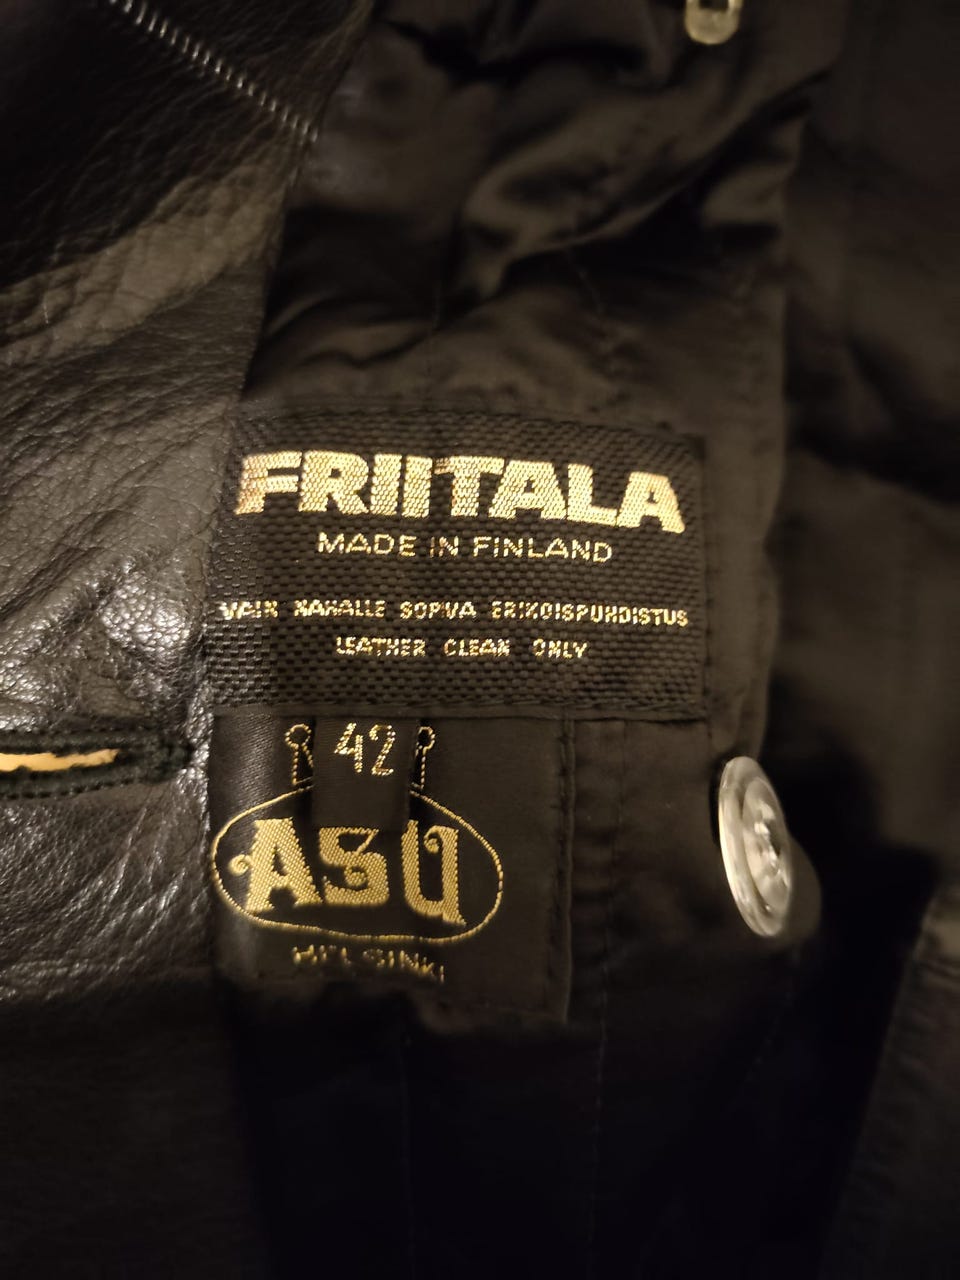 FRIITALA
MADE IN FINLAND
VAIN NAHALLE SOPIVA ERIKOISPUHDISTUS
LEATHER CLEAN ONLY
42
ASU
HELSINKI